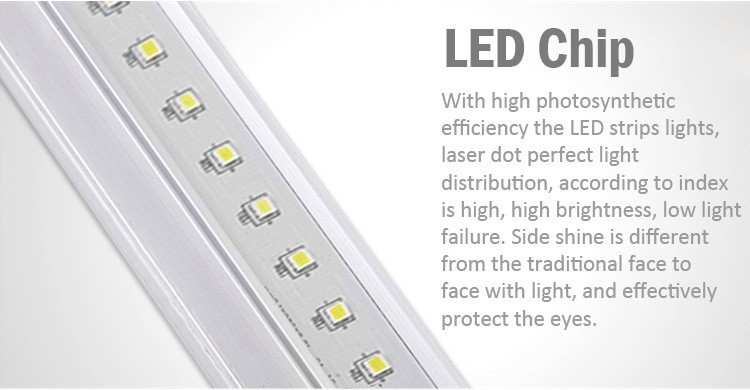 LED Chip
With high photosynthetic
efficiency the LED strips lights,
laser dot perfect light
distribution, according to index
is high, high brightness, low light
failure. Side shine is different
from the traditional face to
face with light, and effectively
protect the eyes.